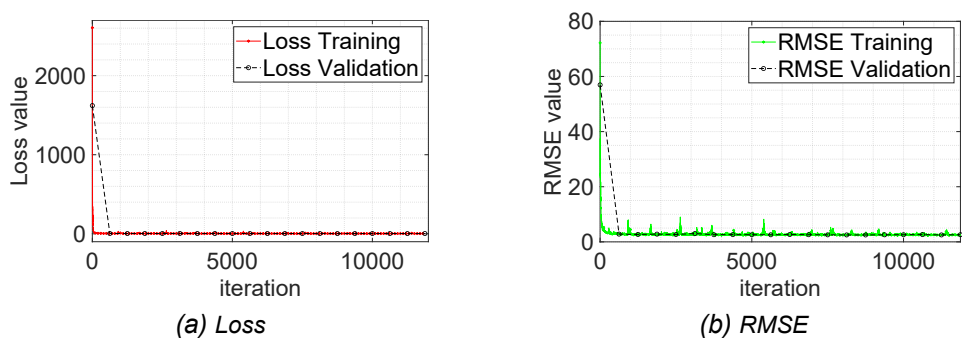 Loss value
2000
1000
0
Loss Training
Loss Validation
0
5000
10000
iteration
(a) Loss
RMSE value
80
60
40
20
0
RMSE Training
RMSE Validation
0
5000
10000
iteration
(b) RMSE